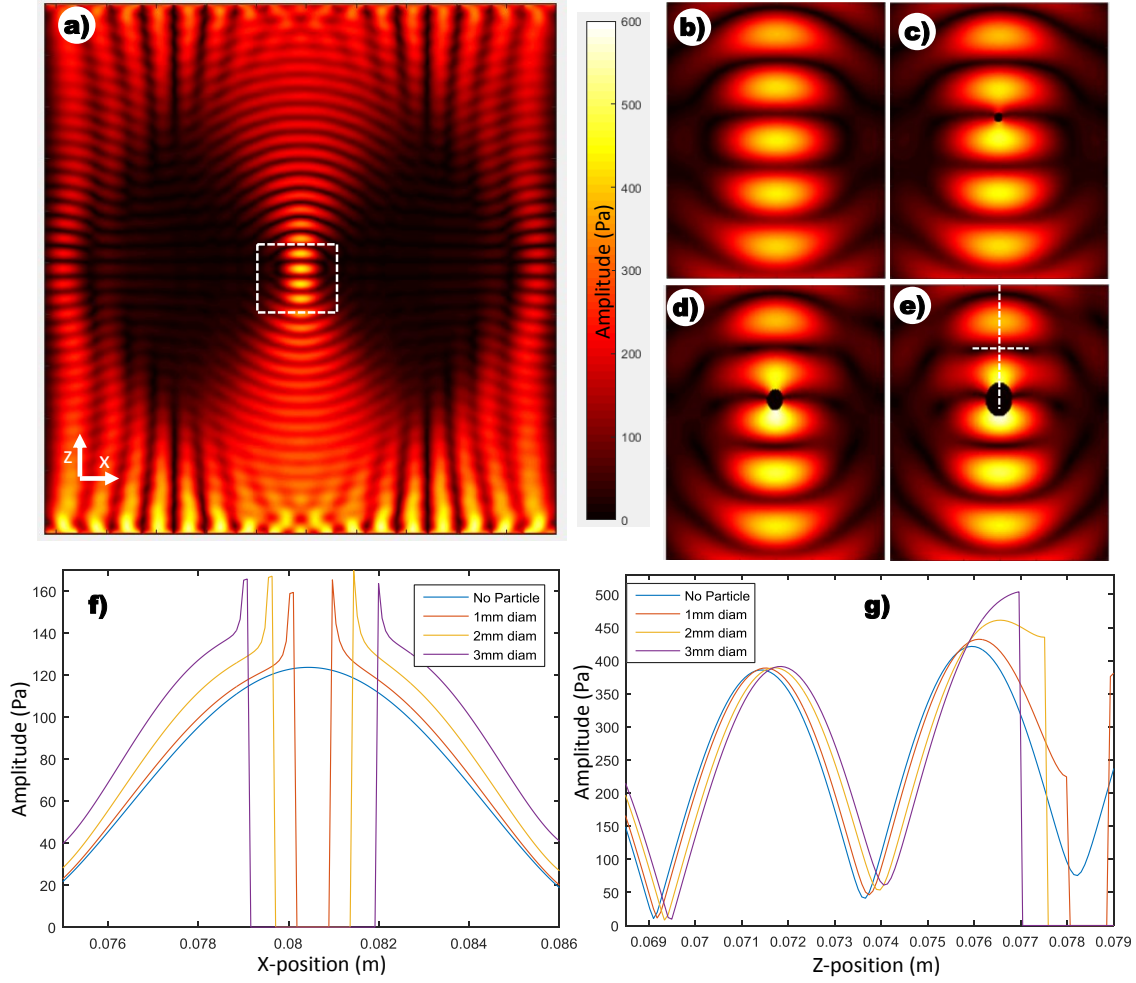 a)
Z
X
600
500
400
300
200
100
0
Amplitude (Pa)
b)
c)
d)
e)
f)
160
140
120
100
80
60
40
20
0
Amplitude (Pa)
No Particle
1mm diam
2mm diam
3mm diam
0.076
0.078
0.08
0.082
0.084
0.086
X-position (m)
g)
500
450
400
350
300
250
200
150
100
50
0
Amplitude (Pa)
No Particle
1mm diam
2mm diam
3mm diam
0.069
0.07
0.071
0.072
0.073
0.074
0.075
0.076
0.077
0.078
0.079
Z-position (m)